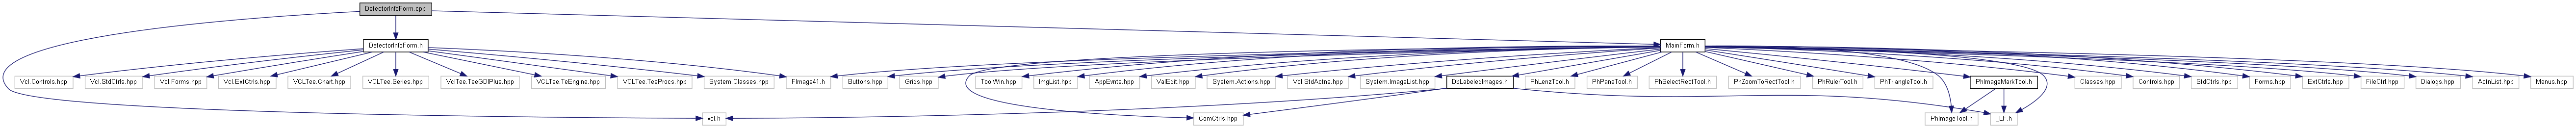 DetectorInfoForm.cpp
DetectorInfoForm.h
MainForm.h
Vcl.Controls.hpp
Vcl.StdCtrls.hpp
Vcl.Forms.hpp
Vcl.ExtCtrls.hpp
VCLTee.Chart.hpp
VCLTee.Series.hpp
VclTee.TeeGDIPlus.hpp
VCLTee.TeEngine.hpp
VCLTee.TeeProcs.hpp
System.Classes.hpp
FImage41.h
Buttons.hpp
Grids.hpp
ToolWin.hpp
ImgList.hpp
AppEvnts.hpp
ValEdit.hpp
System.Actions.hpp
Vcl.StdActns.hpp
System.ImageList.hpp
DbLabeledImages.h
PhLenzTool.h
PhPaneTool.h
PhSelectRectTool.h
PhZoomToRectTool.h
PhRulerTool.h
PhTriangleTool.h
PhImageMarkTool.h
Classes.hpp
Controls.hpp
StdCtrls.hpp
Forms.hpp
ExtCtrls.hpp
FileCtrl.hpp
Dialogs.hpp
ActnList.hpp
Menus.hpp
vcl.h
ComCtrls.hpp
PhImageTool.h
_LF.h